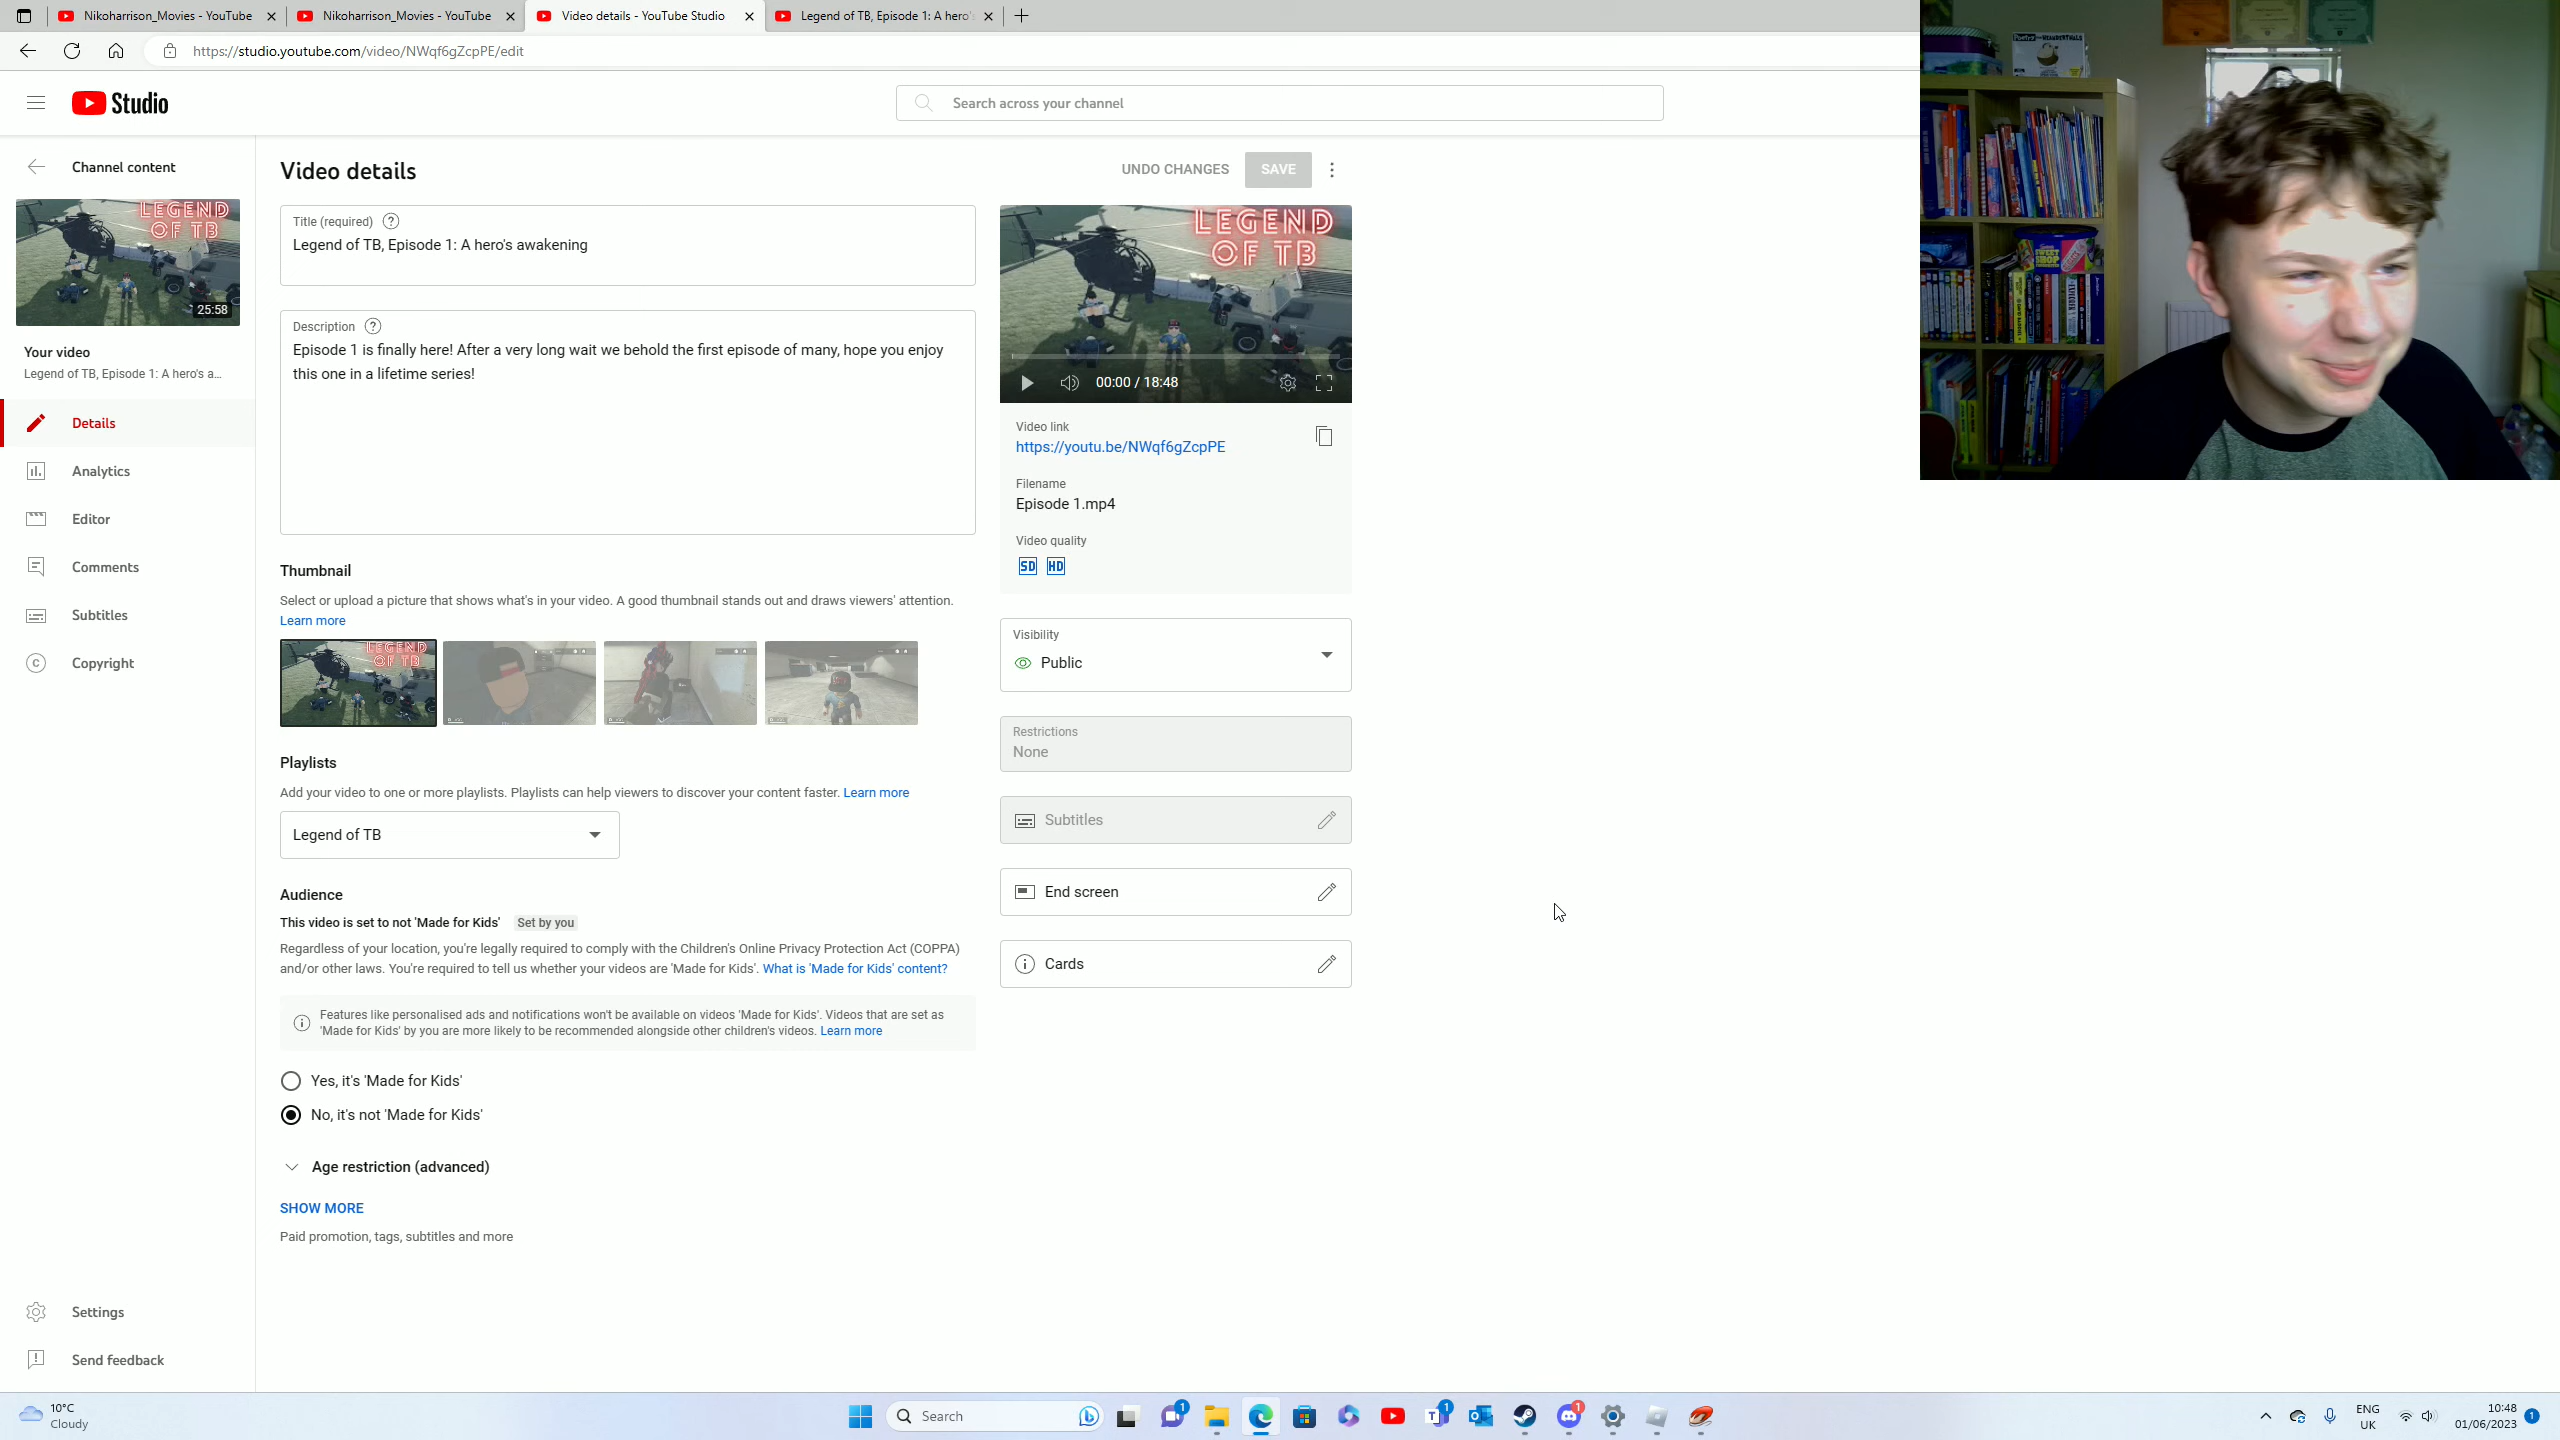 Nikoharrison_Movies - YouTube
Nikoharrison_Movies - YouTube
Video details - YouTube Studio
Legend of TB, Episode 1: A hero's
https://studio.youtube.com/video/NWqf6gZcpPE/edit
Studio
Search across your channel
Channel content
LEGEND
OF TB
25:58
Your video
Legend of TB, Episode 1: A hero's a...
Details
Analytics
Editor
Comments
Subtitles
Copyright
Settings
Send feedback
Video details
UNDO CHANGES
SAVE
Title (required)
Legend of TB, Episode 1: A hero's awakening
Description
Episode 1 is finally here! After a very long wait we behold the first episode of many, hope you enjoy
this one in a lifetime series!
Thumbnail
Select or upload a picture that shows what's in your video. A good thumbnail stands out and draws viewers' attention.
Learn more
LEGEND
OF TB
Playlists
Add your video to one or more playlists. Playlists can help viewers to discover your content faster. Learn more
Legend of TB
Audience
This video is set to not 'Made for Kids' Set by you
Regardless of your location, you're legally required to comply with the Children's Online Privacy Protection Act (COPPA)
and/or other laws. You're required to tell us whether your videos are 'Made for Kids'. What is 'Made for Kids' content?
Features like personalised ads and notifications won't be available on videos 'Made for Kids'. Videos that are set as
'Made for Kids' by you are more likely to be recommended alongside other children's videos. Learn more
Yes, it's 'Made for Kids'
No, it's not 'Made for Kids'
Age restriction (advanced)
SHOW MORE
Paid promotion, tags, subtitles and more
LEGEND
OF TB
00:00 / 18:48
Video link
https://youtu.be/NWqf6gZcpPE
Filename
Episode 1.mp4
Video quality
SD HD
Visibility
Public
Restrictions
None
Subtitles
End screen
Cards
10°C
Cloudy
Search
1
1
1
ENG
UK
10:48
01/06/2023
1